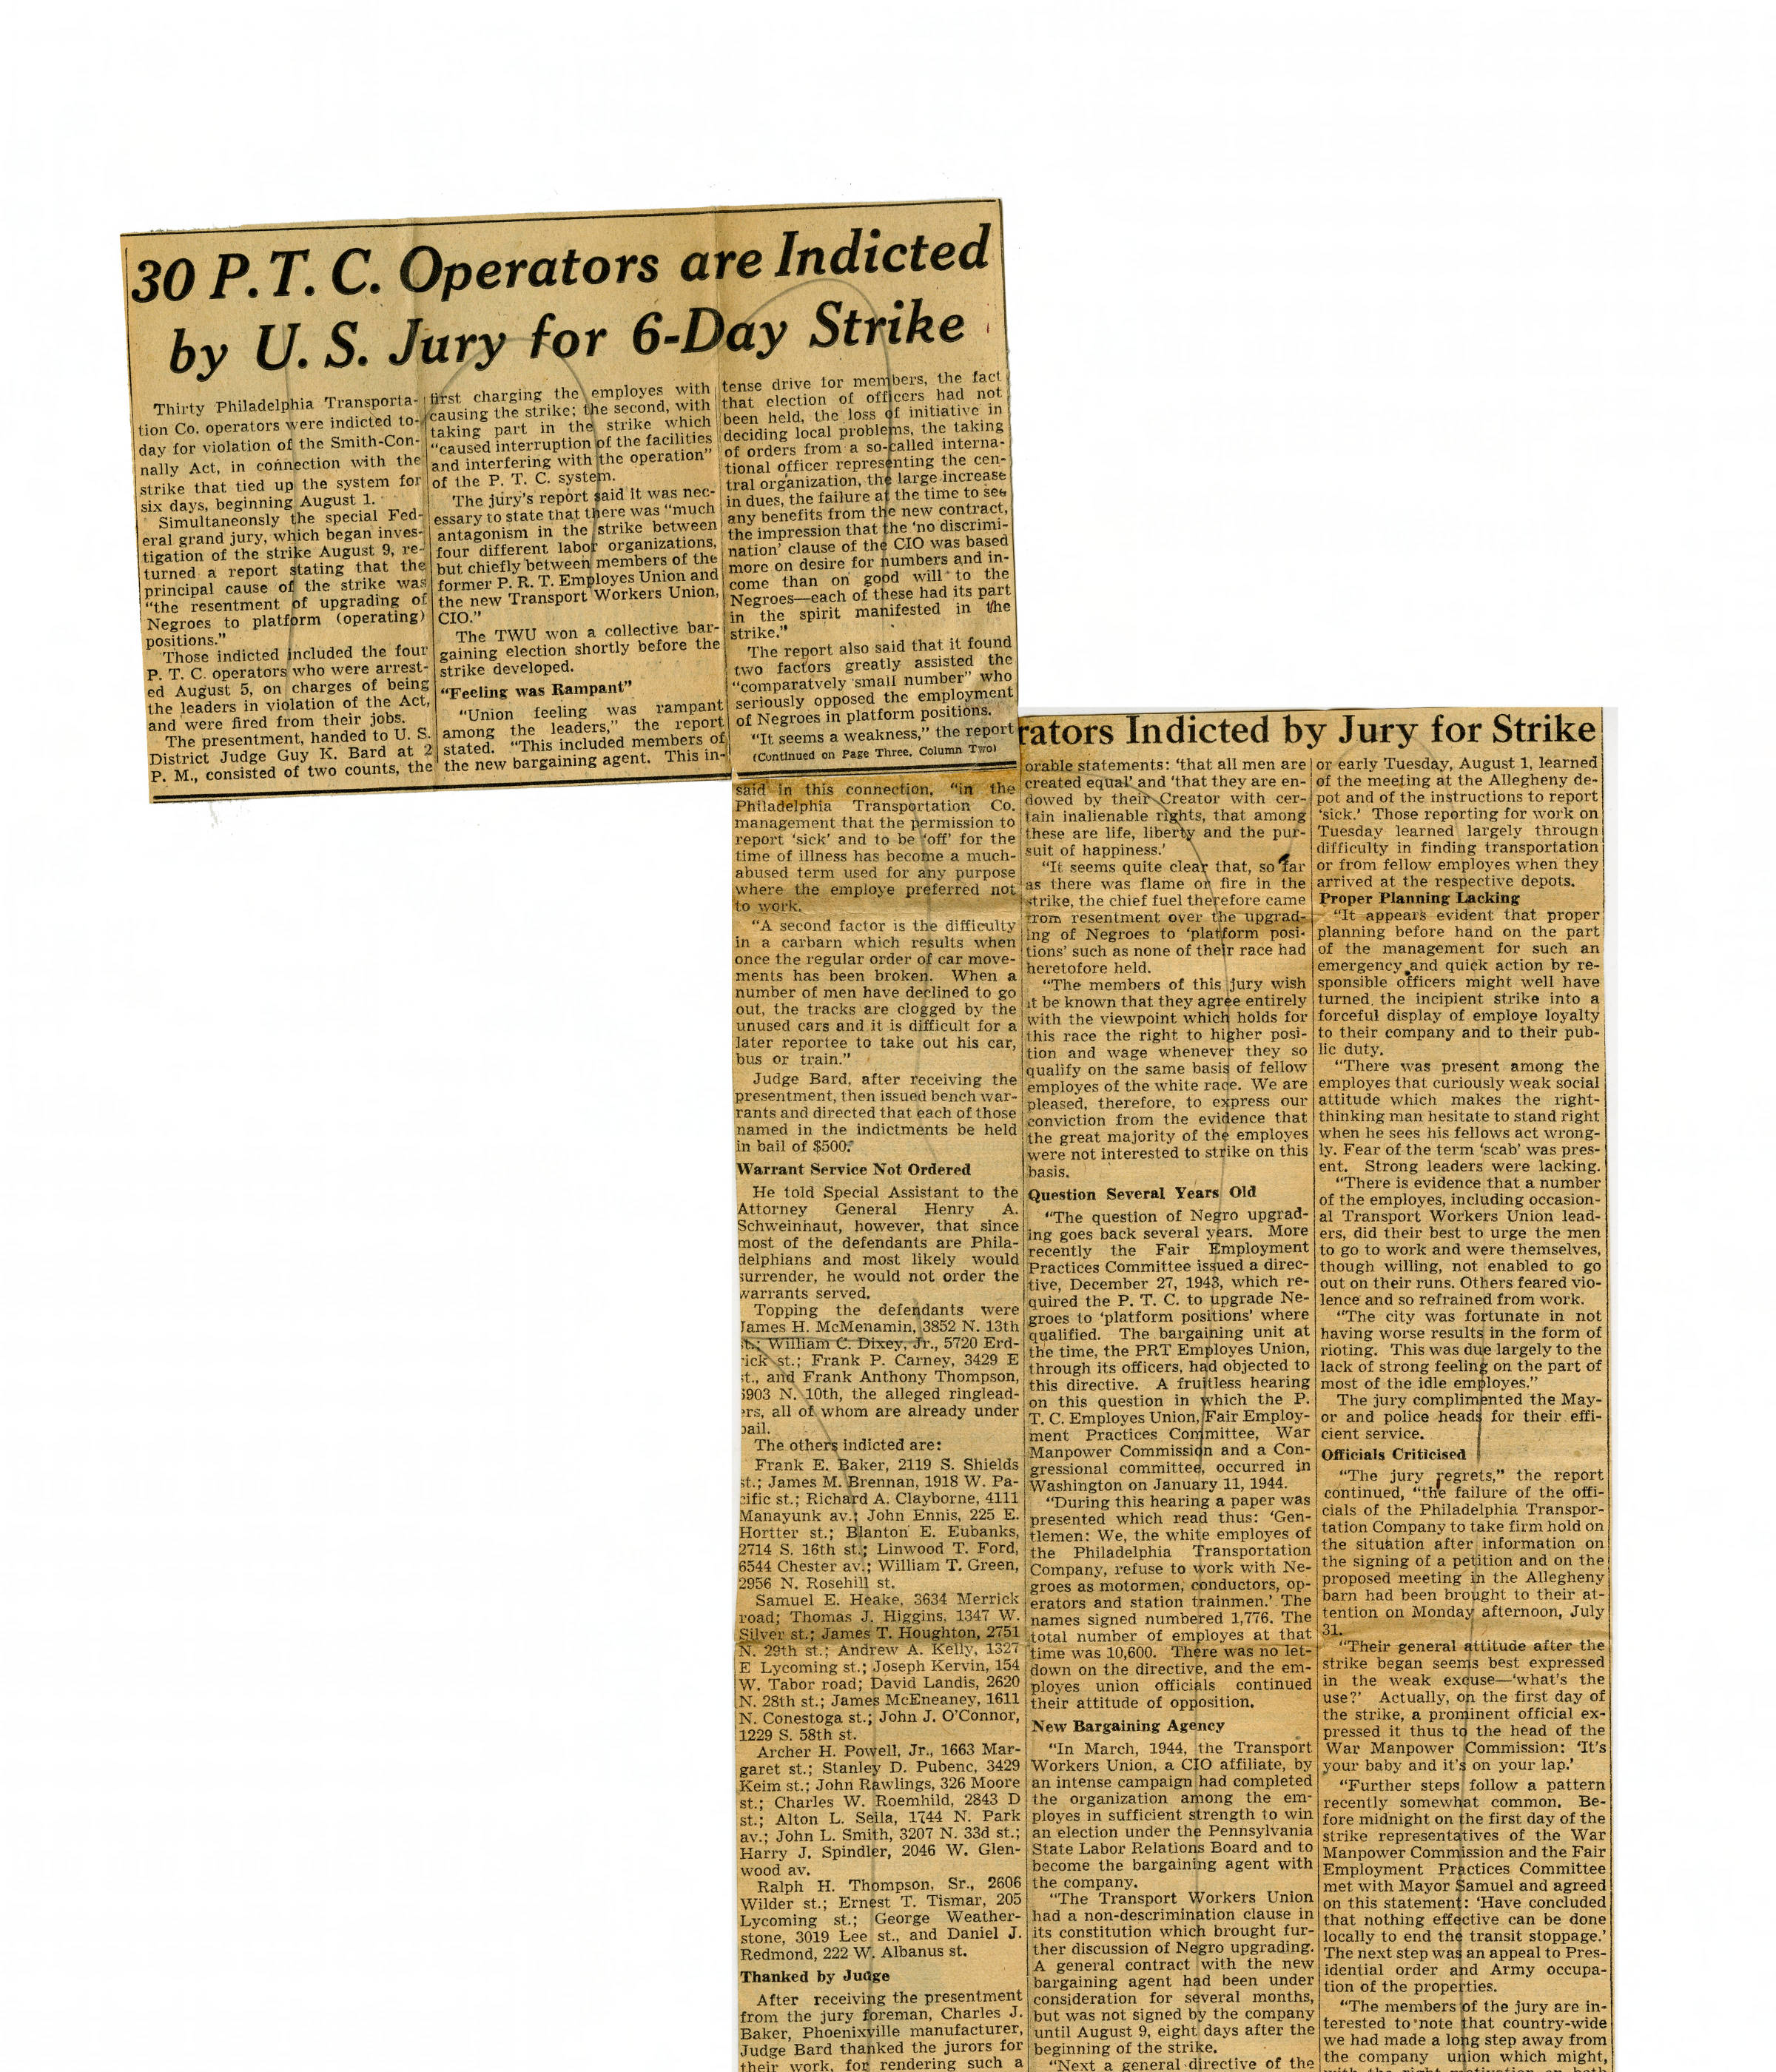 30 P. T. C. Operators are Indicted
by U. S. Jury for 6-Day Strike
Thirty Philadelphia Transporta-
tion Co. operators were indicted to-
day for violation of the Smith-Con-
nally Act, in connection with the
strike that tied up the system for
six days, beginning August 1.
Simultaneonsly the special Fed-
eral grand jury, which began inves-
tigation of the strike August 9, re-
turned a report stating that the
principal cause of the strike was
"the resentment of upgrading of
Negroes to platform (operating)
positions."
Those indicted included the four
P. T. C. operators who were arrest-
ed August 5, on charges of being
the leaders in violation of the Act,
and were fired from their jobs.
The presentment, handed to U. S.
District Judge Guy K. Bard at 2
P. M., consisted of two counts, the
first charging the employes with
causing the strike; the second, with
taking part in the strike which
"caused interruption of the facilities
and interfering with the operation"
of the P. T. C. system.
The jury's report said it was nec-
essary to state that there was "much
antagonism in the strike between
four different labor organizations,
but chiefly between members of the
former P. R. T. Employes Union and
the new Transport Workers Union,
CIO."
The TWU won a collective bar-
gaining election shortly before the
strike developed.
"Feeling was Rampant"
"Union feeling was rampant
among the leaders," the report
stated. "This included members of
the new bargaining agent. This in-
tense drive for members, the fact
that election of officers had not
been held, the loss of initiative in
deciding local problems, the taking
of orders from a so-called interna-
tional officer representing the cen-
tral organization, the large increase
in dues, the failure at the time to see
any benefits from the new contract,
the impression that the 'no discrimi-
nation' clause of the CIO was based
more on desire for numbers and in-
come than on good will to the
Negroes—each of these had its part
in the spirit manifested in the
strike."
The report also said that it found
two factors greatly assisted the
"comparatvely small number" who
seriously opposed the employment
of Negroes in platform positions.
"It seems a weakness," the report
(Continued on Page Three, Column Two)
rators Indicted by Jury for Strike
said in this connection, "in the
Philadelphia Transportation Co.
management that the permission to
report 'sick' and to be 'off' for the
time of illness has become a much-
abused term used for any purpose
where the employe preferred not
to work.
"A second factor is the difficulty
in a carbarn which results when
once the regular order of car move-
ments has been broken. When a
number of men have declined to go
out, the tracks are clogged by the
unused cars and it is difficult for a
later reportee to take out his car,
bus or train."
Judge Bard, after receiving the
presentment, then issued bench war-
rants and directed that each of those
named in the indictments be held
in bail of $500.
Warrant Service Not Ordered
He told Special Assistant to the
Attorney General Henry A.
Schweinhaut, however, that since
most of the defendants are Phila-
delphians and most likely would
surrender, he would not order the
warrants served.
Topping the defendants were
James H. McMenamin, 3852 N. 13th
st.; William C. Dixey, Jr., 5720 Erd-
rick st.; Frank P. Carney, 3429 E
st., and Frank Anthony Thompson,
5903 N. 10th, the alleged ringlead-
ers, all of whom are already under
bail.
The others indicted are:
Frank E. Baker, 2119 S. Shields
st.; James M. Brennan, 1918 W. Pa-
cific st.; Richard A. Clayborne, 4111
Manayunk av.; John Ennis, 225 E.
Hortter st.; Blanton E. Eubanks,
2714 S. 16th st.; Linwood T. Ford,
6544 Chester av.; William T. Green,
2956 N. Rosehill st.
Samuel E. Heake, 3634 Merrick
road; Thomas J. Higgins, 1347 W.
Silver st.; James T. Houghton, 2751
N. 29th st.; Andrew A. Kelly, 1327
E Lycoming st.; Joseph Kervin, 154
W. Tabor road; David Landis, 2620
N. 28th st.; James McEneaney, 1611
N. Conestoga st.; John J. O'Connor,
1229 S. 58th st.
Archer H. Powell, Jr., 1663 Mar-
garet st.; Stanley D. Pubenc, 3429
Keim st.; John Rawlings, 326 Moore
st.; Charles W. Roemhild, 2843 D
st.; Alton L. Seila, 1744 N. Park
av.; John L. Smith, 3207 N. 33d st.;
Harry J. Spindler, 2046 W. Glen-
wood av.
Ralph H. Thompson, Sr., 2606
Wilder st.; Ernest T. Tismar, 205
Lycoming st.; George Weather-
stone, 3019 Lee st., and Daniel J.
Redmond, 222 W. Albanus st.
Thanked by Judge
After receiving the presentment
from the jury foreman, Charles J.
Baker, Phoenixville manufacturer,
Judge Bard thanked the jurors for
their work, for rendering such a
orable statements: 'that all men are
created equal' and 'that they are en-
dowed by their Creator with cer-
tain inalienable rights, that among
these are life, liberty and the pur-
suit of happiness.'
"It seems quite clear that, so far
as there was flame or fire in the
strike, the chief fuel therefore came
from resentment over the upgrad-
ing of Negroes to 'platform posi-
tions' such as none of their race had
heretofore held.
"The members of this jury wish
it be known that they agree entirely
with the viewpoint which holds for
this race the right to higher posi-
tion and wage whenever they so
qualify on the same basis of fellow
employes of the white race. We are
pleased, therefore, to express our
conviction from the evidence that
the great majority of the employes
were not interested to strike on this
basis.
Question Several Years Old
"The question of Negro upgrad-
ing goes back several years. More
recently the Fair Employment
Practices Committee issued a direc-
tive, December 27, 1943, which re-
quired the P. T. C. to upgrade Ne-
groes to 'platform positions' where
qualified. The bargaining unit at
the time, the PRT Employes Union,
through its officers, had objected to
this directive. A fruitless hearing
on this question in which the P.
T. C. Employes Union, Fair Employ-
ment Practices Committee, War
Manpower Commission and a Con-
gressional committee, occurred in
Washington on January 11, 1944.
"During this hearing a paper was
presented which read thus: 'Gen-
tlemen: We, the white employes of
the Philadelphia Transportation
Company, refuse to work with Ne-
groes as motormen, conductors, op-
erators and station trainmen.' The
names signed numbered 1,776. The
total number of employes at that
time was 10,600. There was no let-
down on the directive, and the em-
ployes union officials continued
their attitude of opposition.
New Bargaining Agency
"In March, 1944, the Transport
Workers Union, a CIO affiliate, by
an intense campaign had completed
the organization among the em-
ployes in sufficient strength to win
an election under the Pennsylvania
State Labor Relations Board and to
become the bargaining agent with
the company.
"The Transport Workers Union
had a non-descrimination clause in
its constitution which brought fur-
ther discussion of Negro upgrading.
A general contract with the new
bargaining agent had been under
consideration for several months,
but was not signed by the company
until August 9, eight days after the
beginning of the strike.
"Next a general directive of the
or early Tuesday, August 1, learned
of the meeting at the Allegheny de-
pot and of the instructions to report
'sick.' Those reporting for work on
Tuesday learned largely through
difficulty in finding transportation
or from fellow employes when they
arrived at the respective depots.
Proper Planning Lacking
"It appears evident that proper
planning before hand on the part
of the management for such an
emergency and quick action by re-
sponsible officers might well have
turned the incipient strike into a
forceful display of employe loyalty
to their company and to their pub-
lic duty.
"There was present among the
employes that curiously weak social
attitude which makes the right-
thinking man hesitate to stand right
when he sees his fellows act wrong-
ly. Fear of the term 'scab' was pres-
ent. Strong leaders were lacking.
"There is evidence that a number
of the employes, including occasion-
al Transport Workers Union lead-
ers, did their best to urge the men
to go to work and were themselves,
though willing, not enabled to go
out on their runs. Others feared vio-
lence and so refrained from work.
"The city was fortunate in not
having worse results in the form of
rioting. This was due largely to the
lack of strong feeling on the part of
most of the idle employes."
The jury complimented the May-
or and police heads for their effi-
cient service.
Officials Criticised
"The jury regrets," the report
continued, "the failure of the offi-
cials of the Philadelphia Transpor-
tation Company to take firm hold on
the situation after information on
the signing of a petition and on the
proposed meeting in the Allegheny
barn had been brought to their at-
tention on Monday afternoon, July
31.
"Their general attitude after the
strike began seems best expressed
in the weak excuse—'what's the
use?' Actually, on the first day of
the strike, a prominent official ex-
pressed it thus to the head of the
War Manpower Commission: 'It's
your baby and it's on your lap.'
"Further steps follow a pattern
recently somewhat common. Be-
fore midnight on the first day of the
strike representatives of the War
Manpower Commission and the Fair
Employment Practices Committee
met with Mayor Samuel and agreed
on this statement: 'Have concluded
that nothing effective can be done
locally to end the transit stoppage.'
The next step was an appeal to Pres-
idential order and Army occupa-
tion of the properties.
"The members of the jury are in-
terested to note that country-wide
we had made a long step away from
the company union which might,